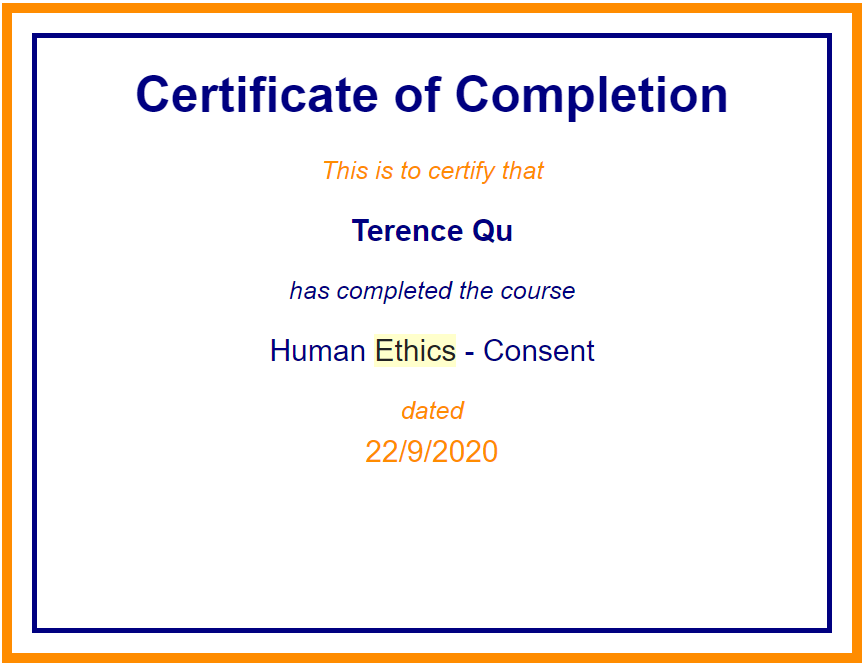 Certificate of Completion
This is to certify that
Terence Qu
has completed the course
Human Ethics - Consent
dated
22/9/2020